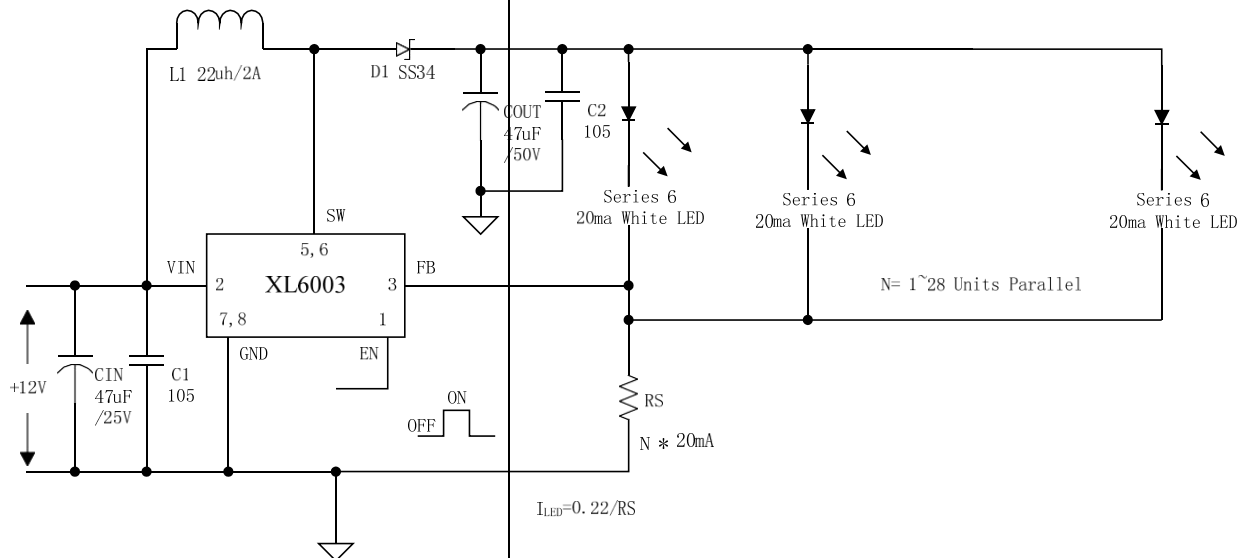 L1 22uh/2A
D1 SS34
COUT
47uF
/50V
C2
105
Series 6
20ma White LED
Series 6
20ma White LED
Series 6
20ma White LED
SW
5,6
VIN
2
XL6003
3
FB
7,8
1
GND
EN
N= 1~28 Units Parallel
+12V
CIN
47uF
/25V
C1
105
ON
OFF
RS
N * 20mA
ILED=0.22/RS